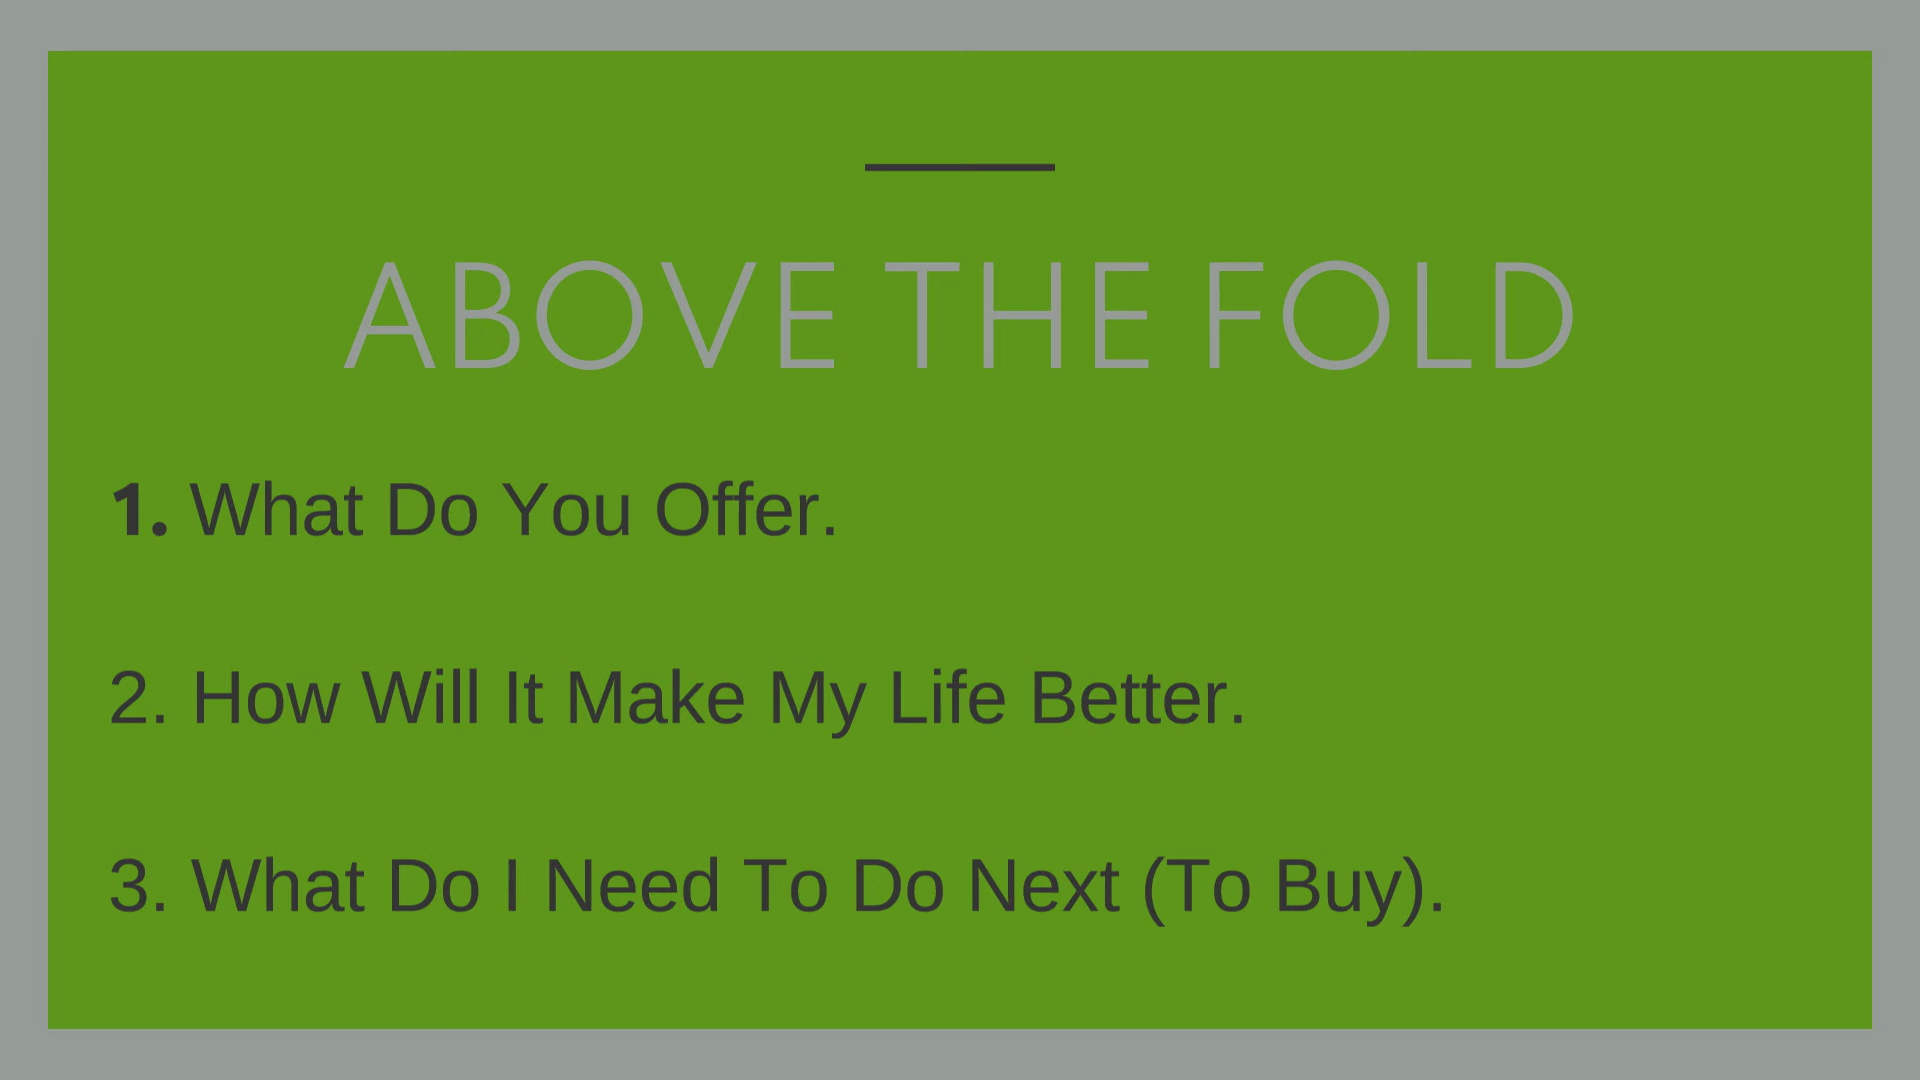 ABOVE THE FOLD
1. What Do You Offer.
2. How Will It Make My Life Better.
3. What Do I Need To Do Next (To Buy).